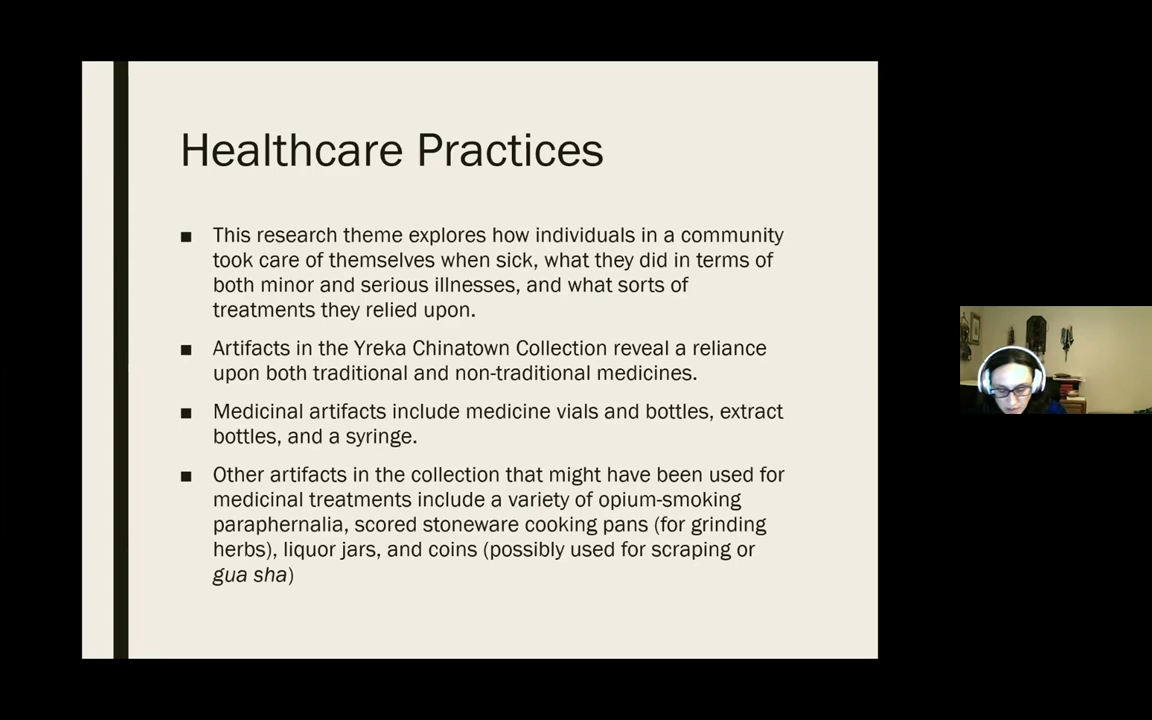 Healthcare Practices
■ This research theme explores how individuals in a community
took care of themselves when sick, what they did in terms of
both minor and serious illnesses, and what sorts of
treatments they relied upon.
■ Artifacts in the Yreka Chinatown Collection reveal a reliance
upon both traditional and non-traditional medicines.
■ Medicinal artifacts include medicine vials and bottles, extract
bottles, and a syringe.
■ Other artifacts in the collection that might have been used for
medicinal treatments include a variety of opium-smoking
paraphernalia, scored stoneware cooking pans (for grinding
herbs), liquor jars, and coins (possibly used for scraping or
gua sha)